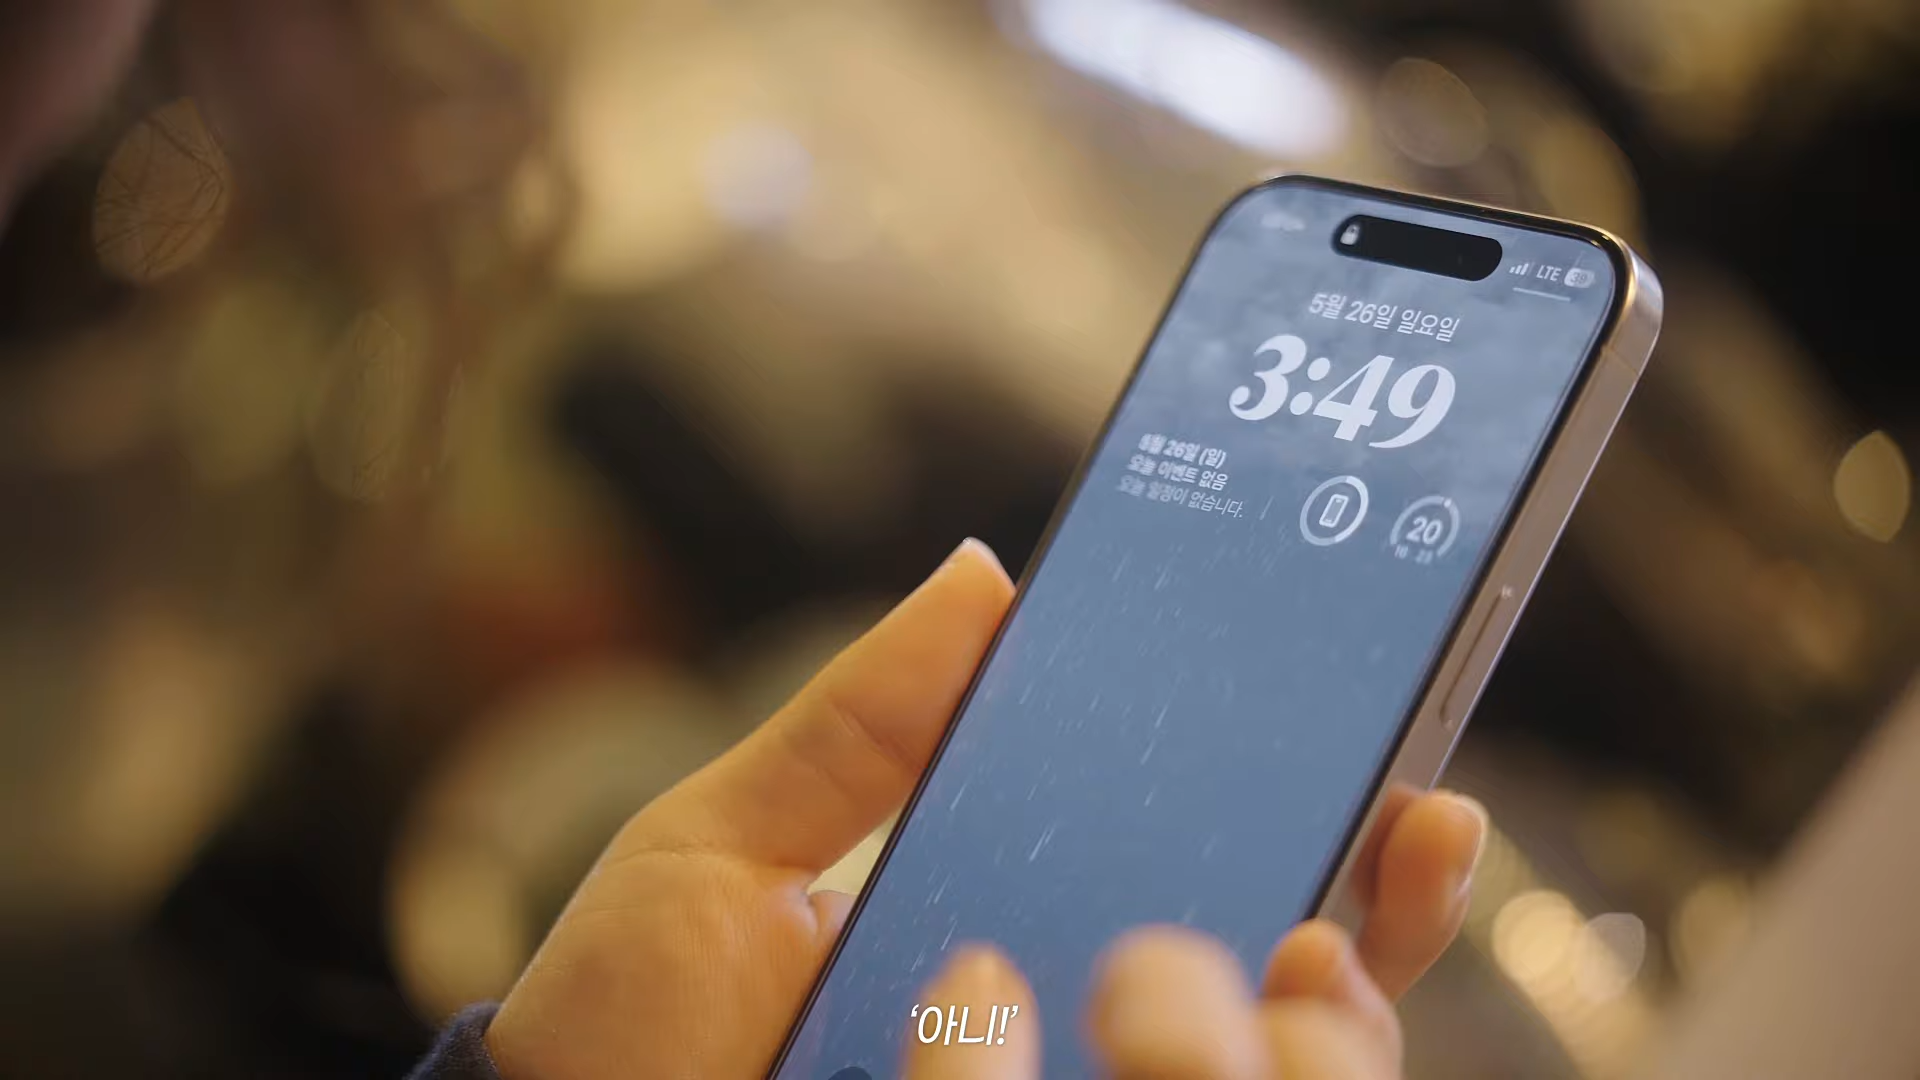 LTE
5월 26일 일요일
3:49
5월 26일 (일)
오늘 이벤트 없음
오늘 일정이 없습니다.
20
'아니!'